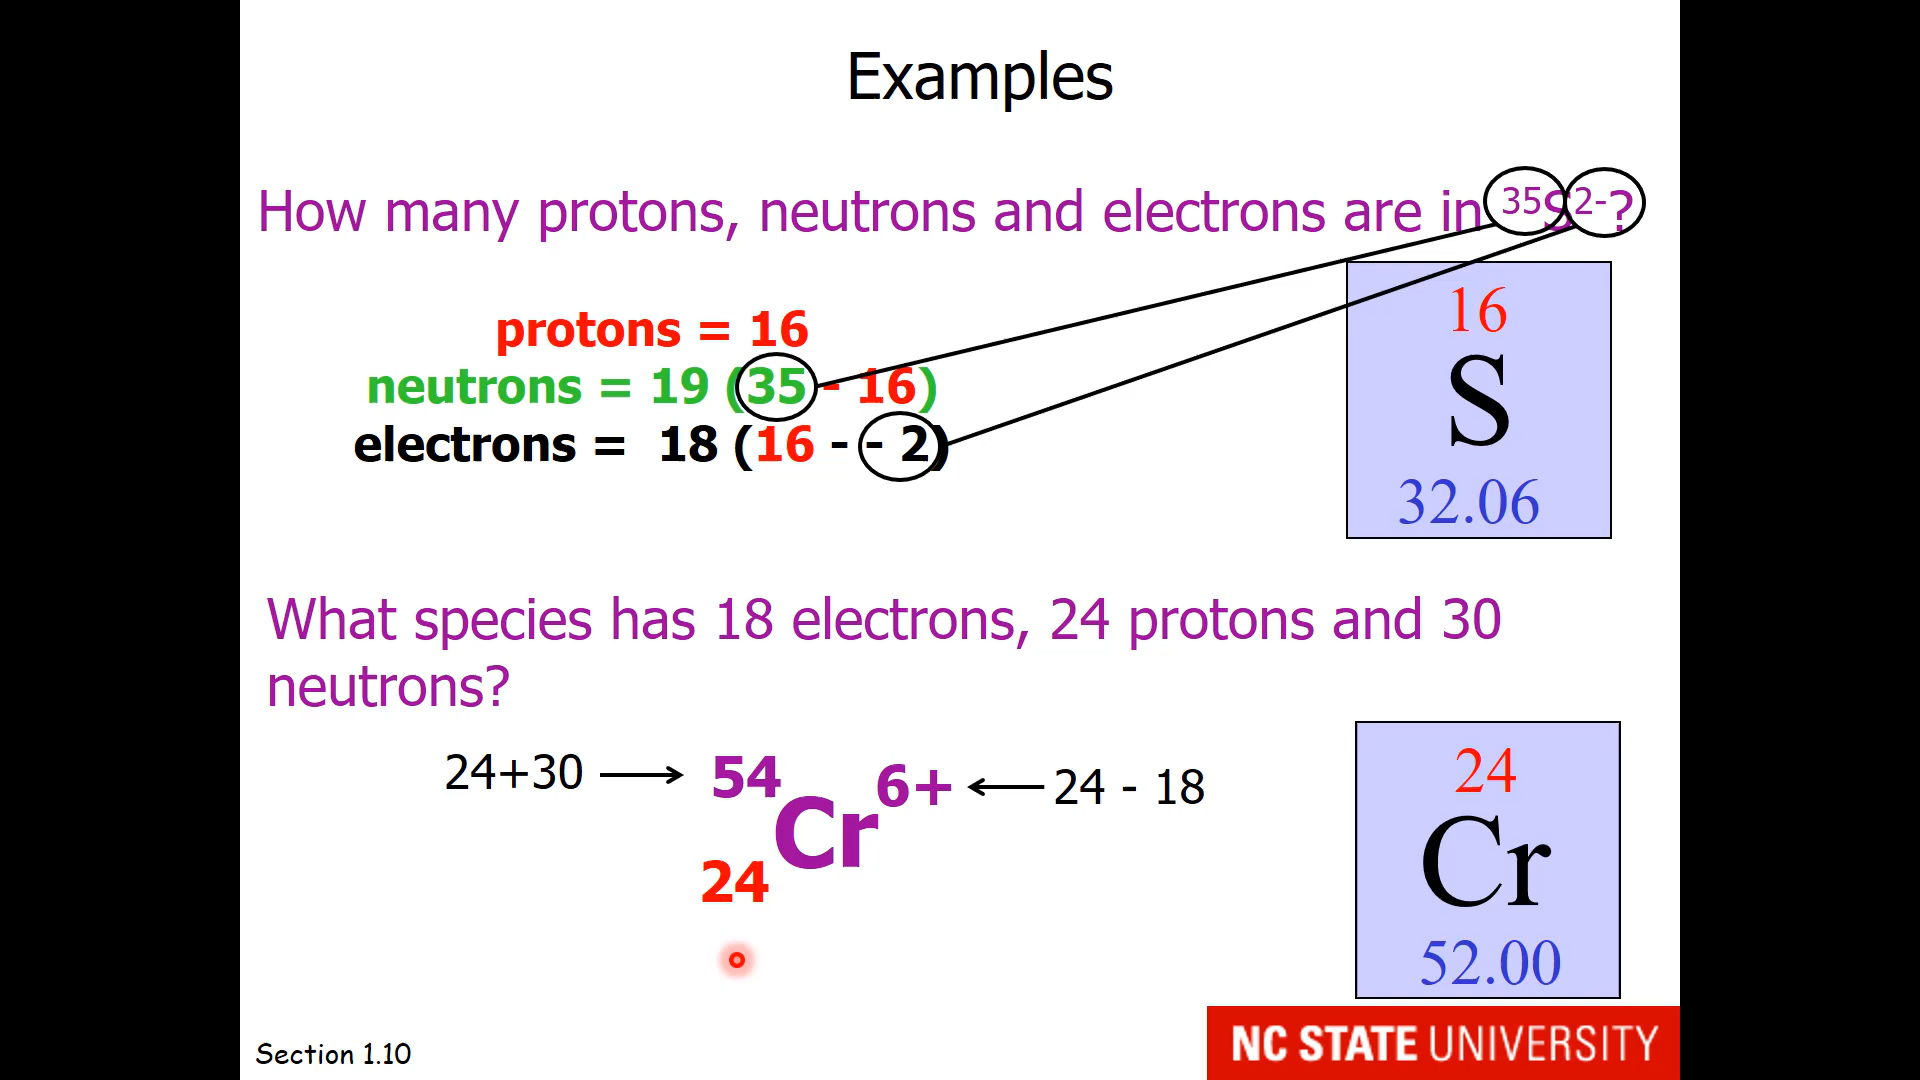 Examples
How many protons, neutrons and electrons are in ³⁵S²⁻?
protons = 16
neutrons = 19 (35 - 16)
electrons = 18 (16 - - 2)
16
S
32.06
What species has 18 electrons, 24 protons and 30
neutrons?
24+30 → 54 Cr 6+ ← 24 - 18
24
24
Cr
52.00
Section 1.10
NC STATE UNIVERSITY